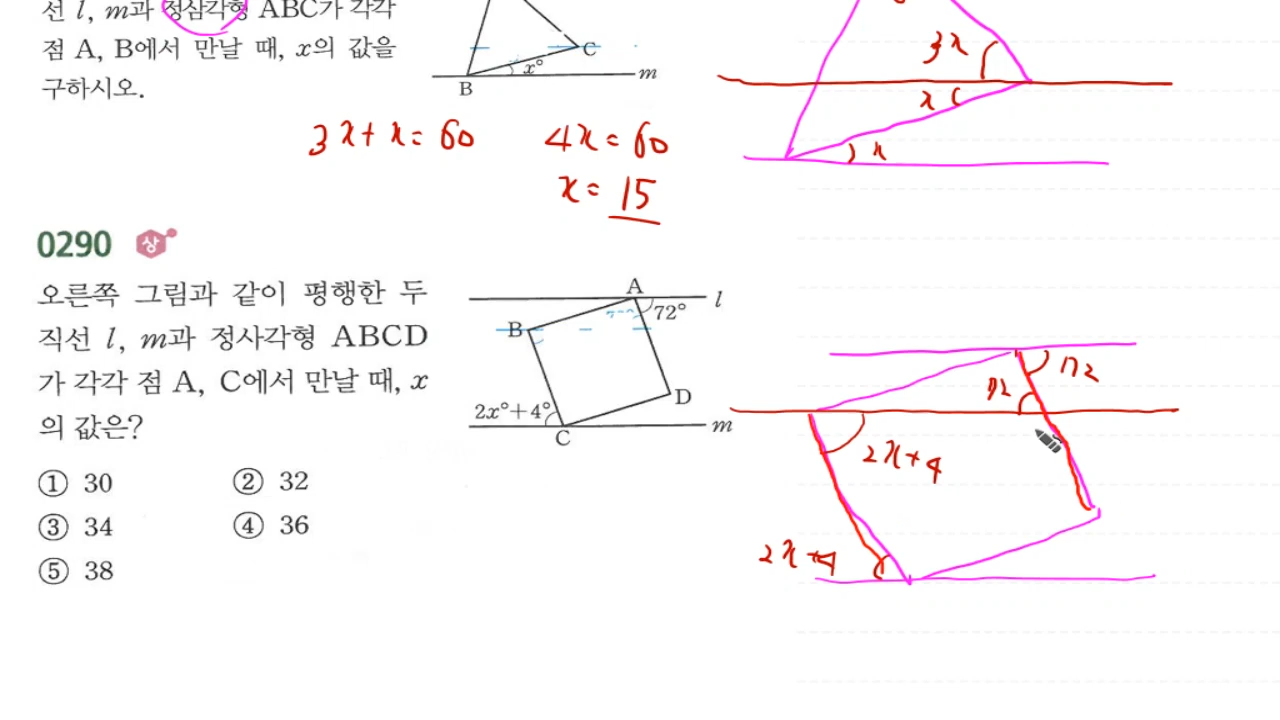 선 l, m과 정삼각형 ABC가 각각
점 A, B에서 만날 때, x의 값을
구하시오.
C
x°
m
B
3x
x
x
3x+x=60
4x=60
x=15
0290 상
오른쪽 그림과 같이 평행한 두
직선 l, m과 정사각형 ABCD
가 각각 점 A, C에서 만날 때, x
의 값은?
① 30 ② 32
③ 34 ④ 36
⑤ 38
A
l
72°
B
D
2x°+4°
C
m
72
72
2x+4
2x+4